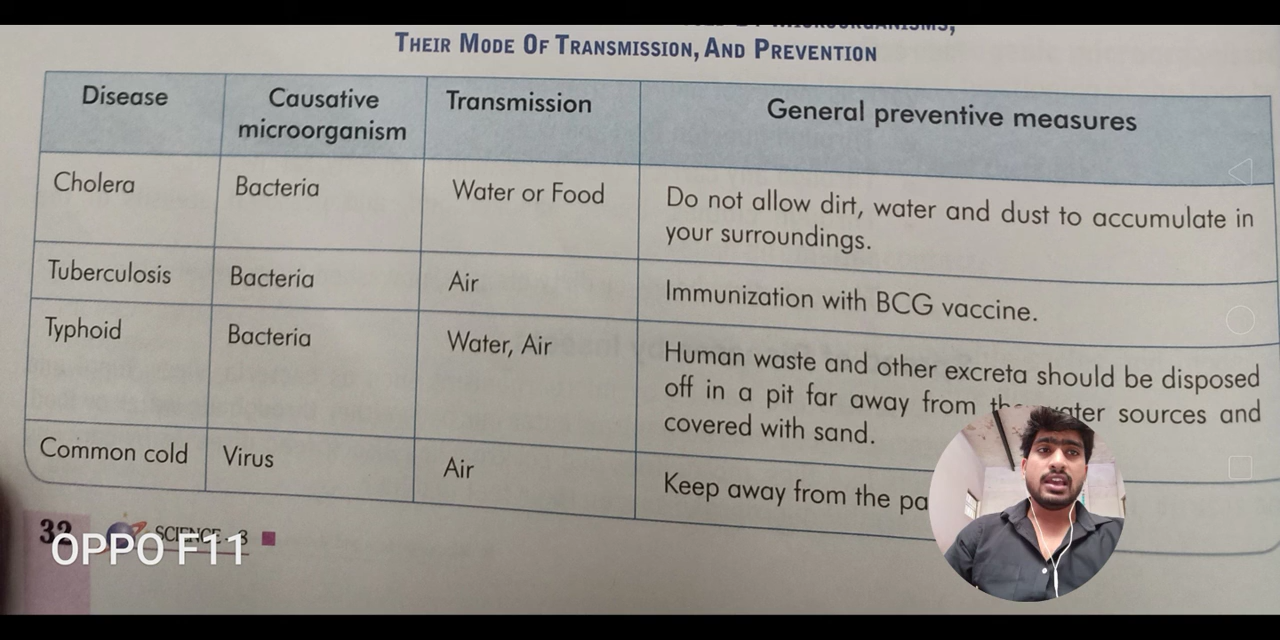 THEIR MODE OF TRANSMISSION, AND PREVENTION
Disease Causative microorganism Transmission General preventive measures
Cholera Bacteria Water or Food Do not allow dirt, water and dust to accumulate in
your surroundings.
Tuberculosis Bacteria Air Immunization with BCG vaccine.
Typhoid Bacteria Water, Air Human waste and other excreta should be disposed
off in a pit far away from water sources and
covered with sand.
Common cold Virus Air Keep away from the
32 SCIENCE - 3
OPPO F11